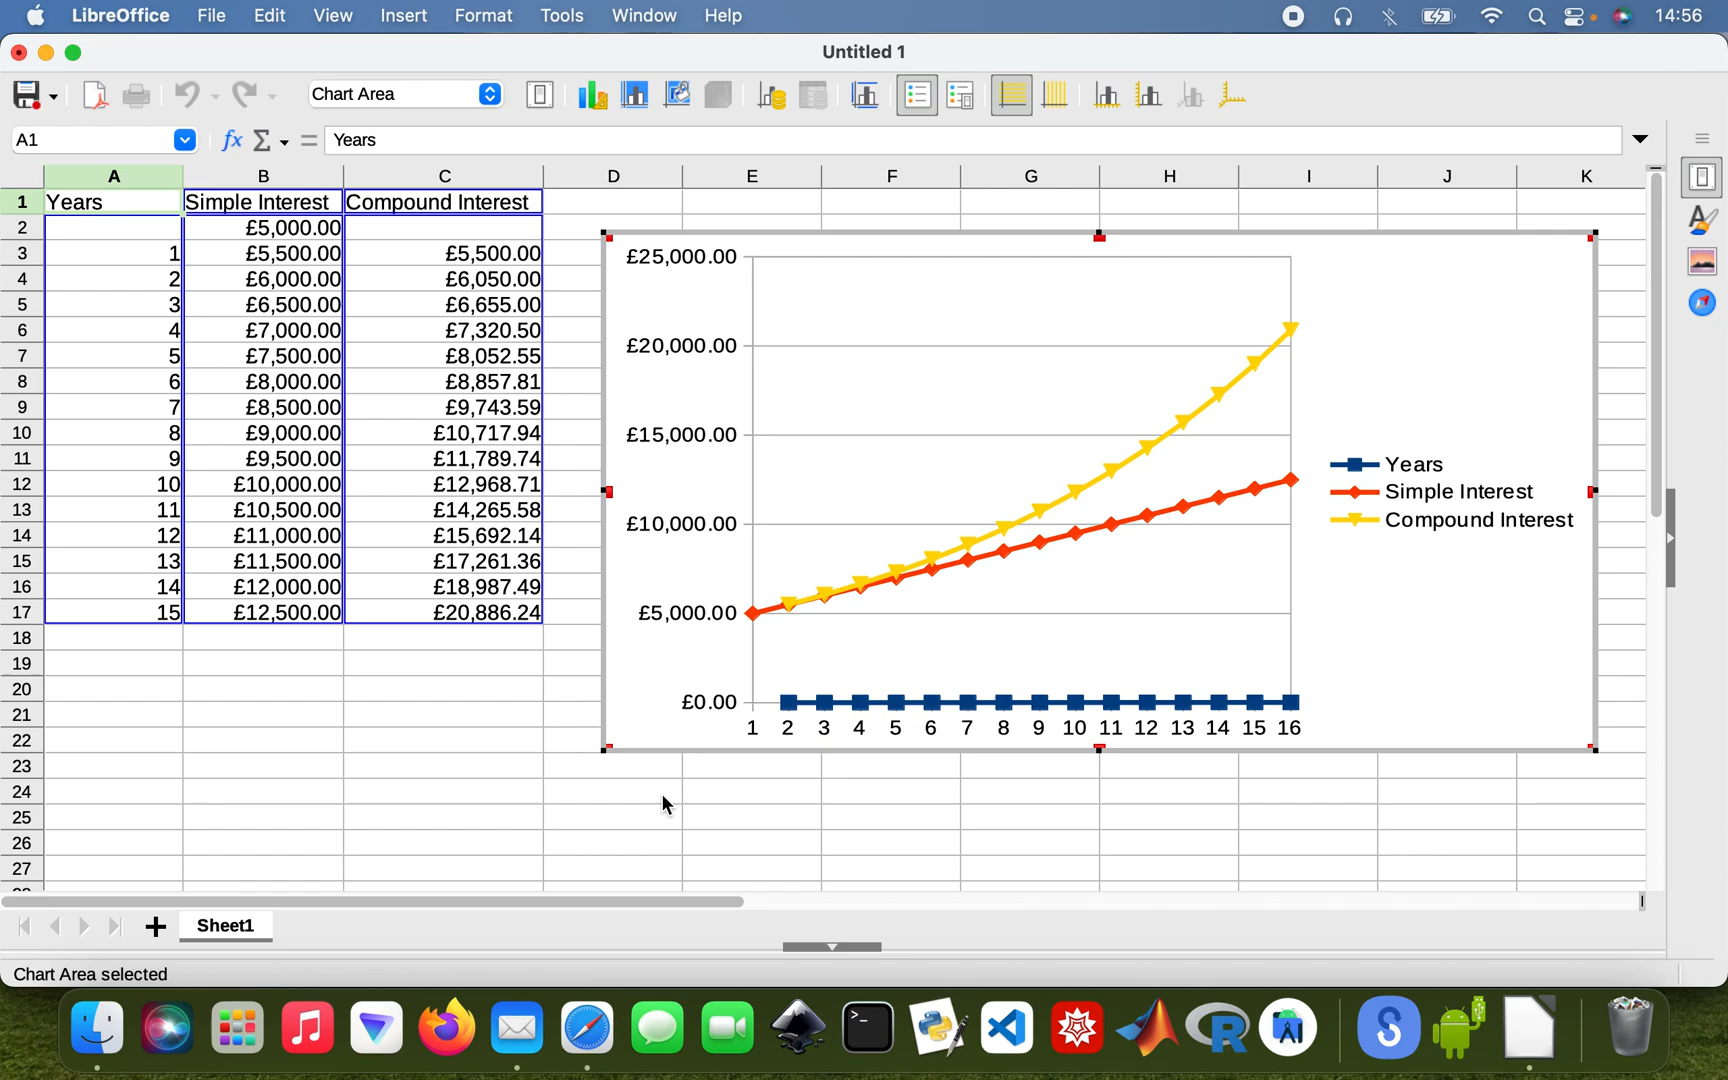 LibreOffice File Edit View Insert Format Tools Window Help 14:56
Untitled 1
Chart Area
A1 fx Σ = Years
A B C D E F G H I J K
1 Years Simple Interest Compound Interest
2 £5,000.00
3 1 £5,500.00 £5,500.00
4 2 £6,000.00 £6,050.00
5 3 £6,500.00 £6,655.00
6 4 £7,000.00 £7,320.50
7 5 £7,500.00 £8,052.55
8 6 £8,000.00 £8,857.81
9 7 £8,500.00 £9,743.59
10 8 £9,000.00 £10,717.94
11 9 £9,500.00 £11,789.74
12 10 £10,000.00 £12,968.71
13 11 £10,500.00 £14,265.58
14 12 £11,000.00 £15,692.14
15 13 £11,500.00 £17,261.36
16 14 £12,000.00 £18,987.49
17 15 £12,500.00 £20,886.24
18
19
20
21
22
23
24
25
26
27
£25,000.00
£20,000.00
£15,000.00
£10,000.00
£5,000.00
£0.00
1 2 3 4 5 6 7 8 9 10 11 12 13 14 15 16
Years
Simple Interest
Compound Interest
Sheet1
Chart Area selected